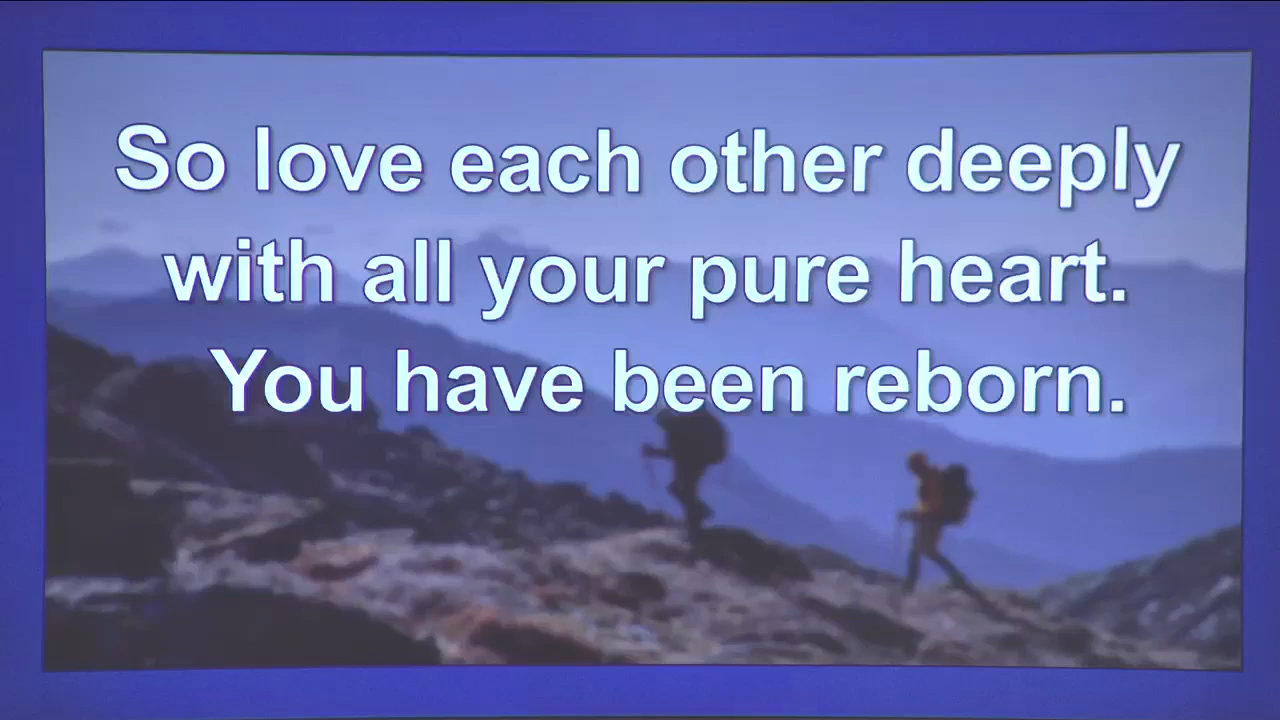 So love each other deeply
with all your pure heart.
You have been reborn.